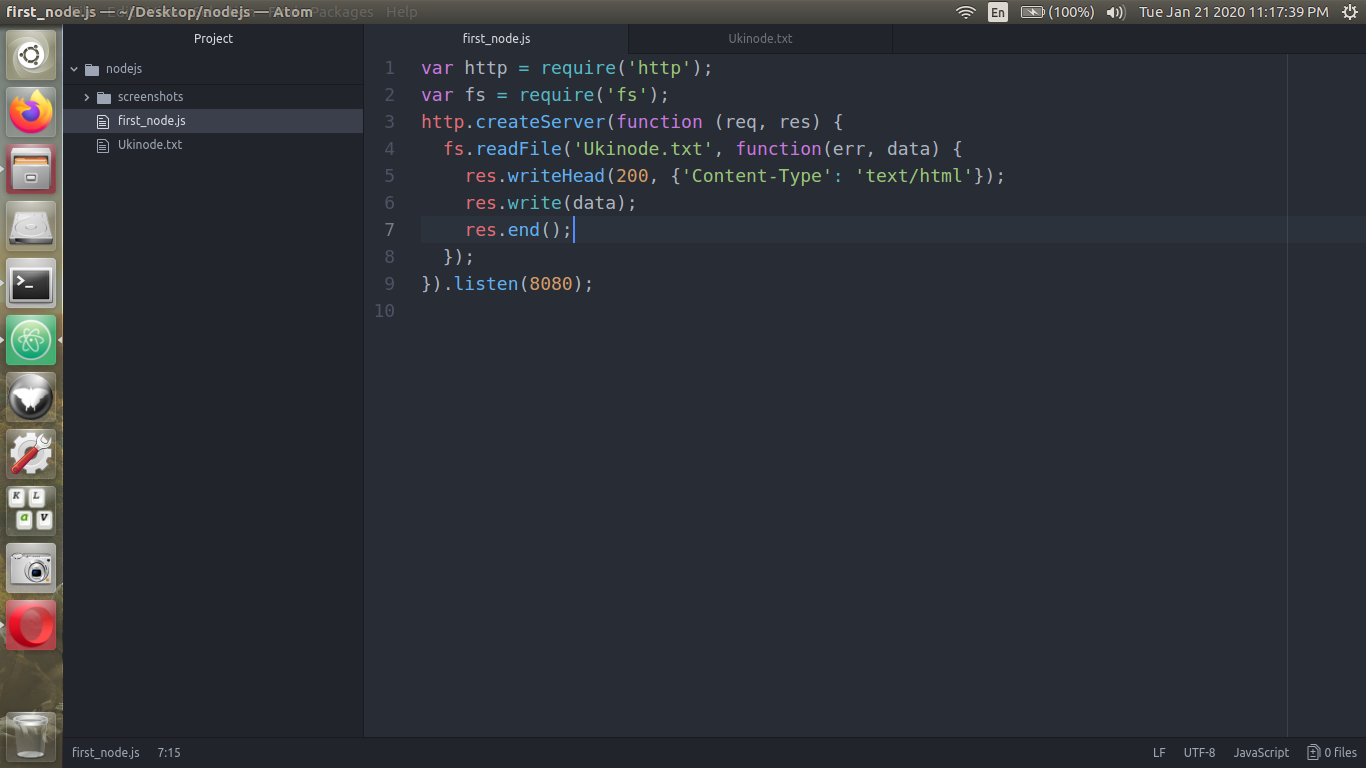 first_node.js — ~/Desktop/nodejs — Atom Packages Help
En (100%) Tue Jan 21 2020 11:17:39 PM
Project
nodejs
screenshots
first_node.js
Ukinode.txt
first_node.js Ukinode.txt
1 var http = require('http');
2 var fs = require('fs');
3 http.createServer(function (req, res) {
4   fs.readFile('Ukinode.txt', function(err, data) {
5     res.writeHead(200, {'Content-Type': 'text/html'});
6     res.write(data);
7     res.end();
8   });
9 }).listen(8080);
10
K L
a v
first_node.js 7:15
LF UTF-8 JavaScript 0 files